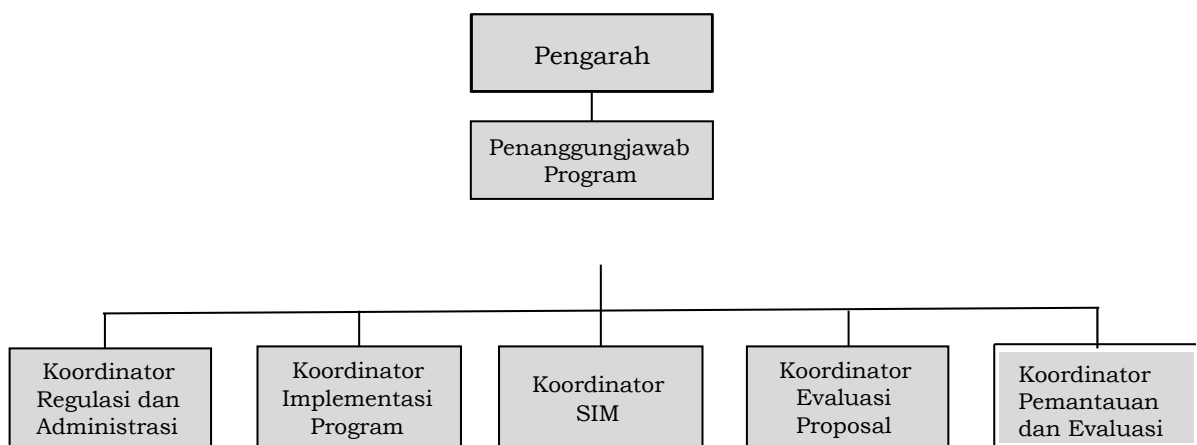 Pengarah
Penanggungjawab
Program
Koordinator
Regulasi dan
Administrasi
Koordinator
Implementasi
Program
Koordinator
SIM
Koordinator
Evaluasi
Proposal
Koordinator
Pemantauan
dan Evaluasi